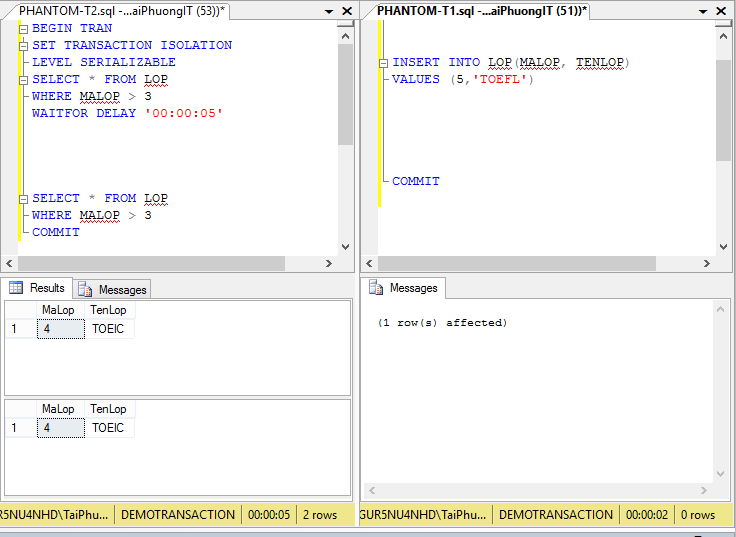 PHANTOM-T2.sql -...aiPhuongIT (53))*
BEGIN TRAN
SET TRANSACTION ISOLATION
LEVEL SERIALIZABLE
SELECT * FROM LOP
WHERE MALOP > 3
WAITFOR DELAY '00:00:05'
SELECT * FROM LOP
WHERE MALOP > 3
COMMIT
Results
Messages
MaLop TenLop
1 4 TOEIC
MaLop TenLop
1 4 TOEIC
R5NU4NHD\TaiPhu... DEMOTRANSACTION 00:00:05 2 rows
PHANTOM-T1.sql -...aiPhuongIT (51))*
INSERT INTO LOP(MALOP, TENLOP)
VALUES (5,'TOEFL')
COMMIT
Messages
(1 row(s) affected)
GUR5NU4NHD\TaiPhu... DEMOTRANSACTION 00:00:02 0 rows